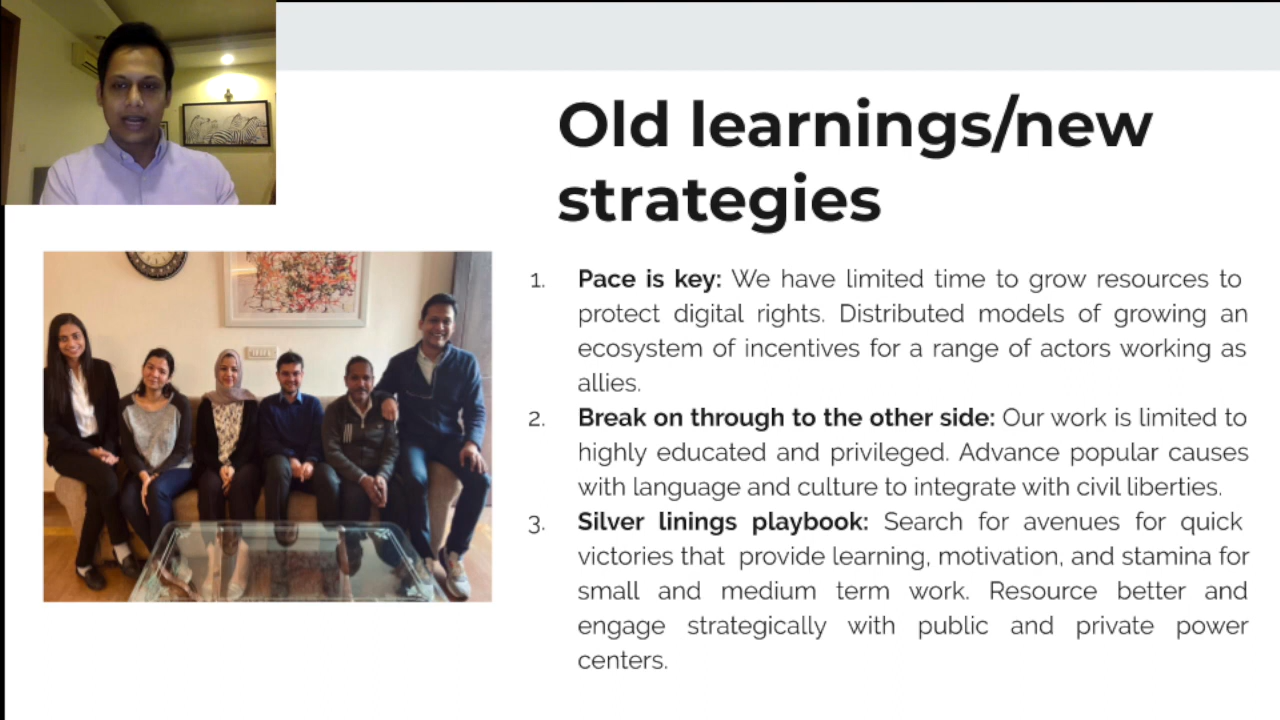 Old learnings/new
strategies
1. Pace is key: We have limited time to grow resources to
protect digital rights. Distributed models of growing an
ecosystem of incentives for a range of actors working as
allies.
2. Break on through to the other side: Our work is limited to
highly educated and privileged. Advance popular causes
with language and culture to integrate with civil liberties.
3. Silver linings playbook: Search for avenues for quick
victories that provide learning, motivation, and stamina for
small and medium term work. Resource better and
engage strategically with public and private power
centers.